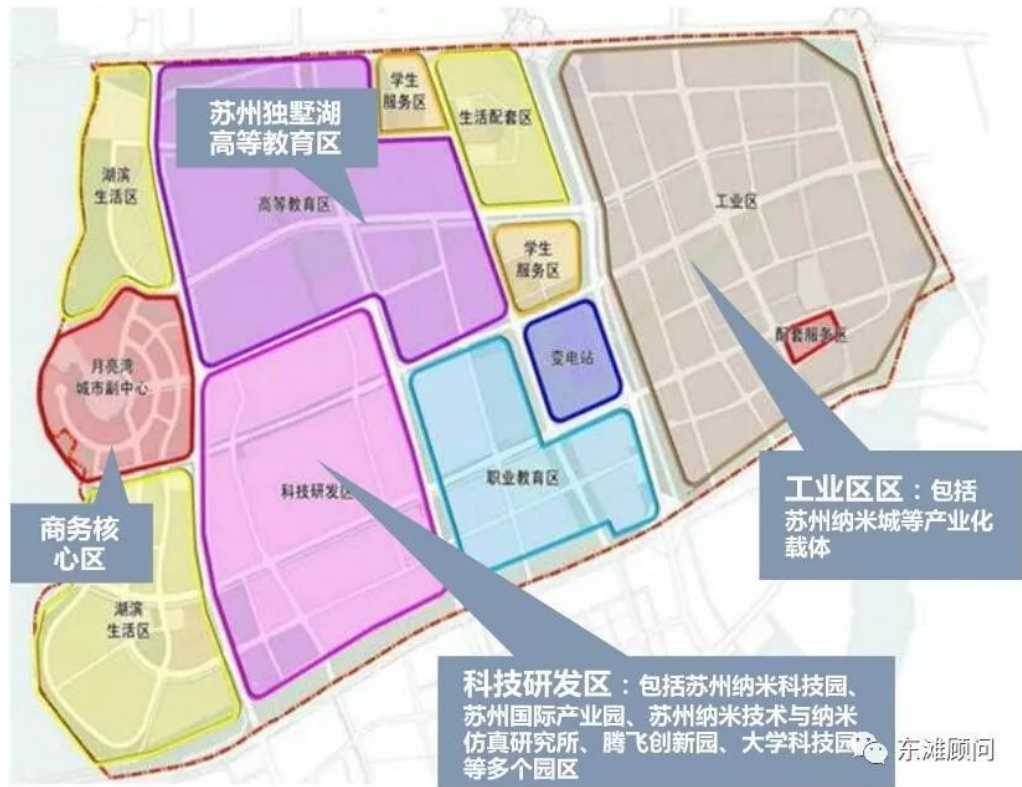 学生
服务区
苏州独墅湖
高等教育区
生活配套区
湖滨
生活区
高等教育区
工业区
学生
服务区
配套服务区
变电站
月亮湾
城市副中心
职业教育区
科技研发区
工业区区：包括
苏州纳米城等产业化
载体
商务核
心区
湖滨
生活区
科技研发区：包括苏州纳米科技园、
苏州国际产业园、苏州纳米技术与纳米
仿真研究所、腾飞创新园、大学科技园
等多个园区
东滩顾问